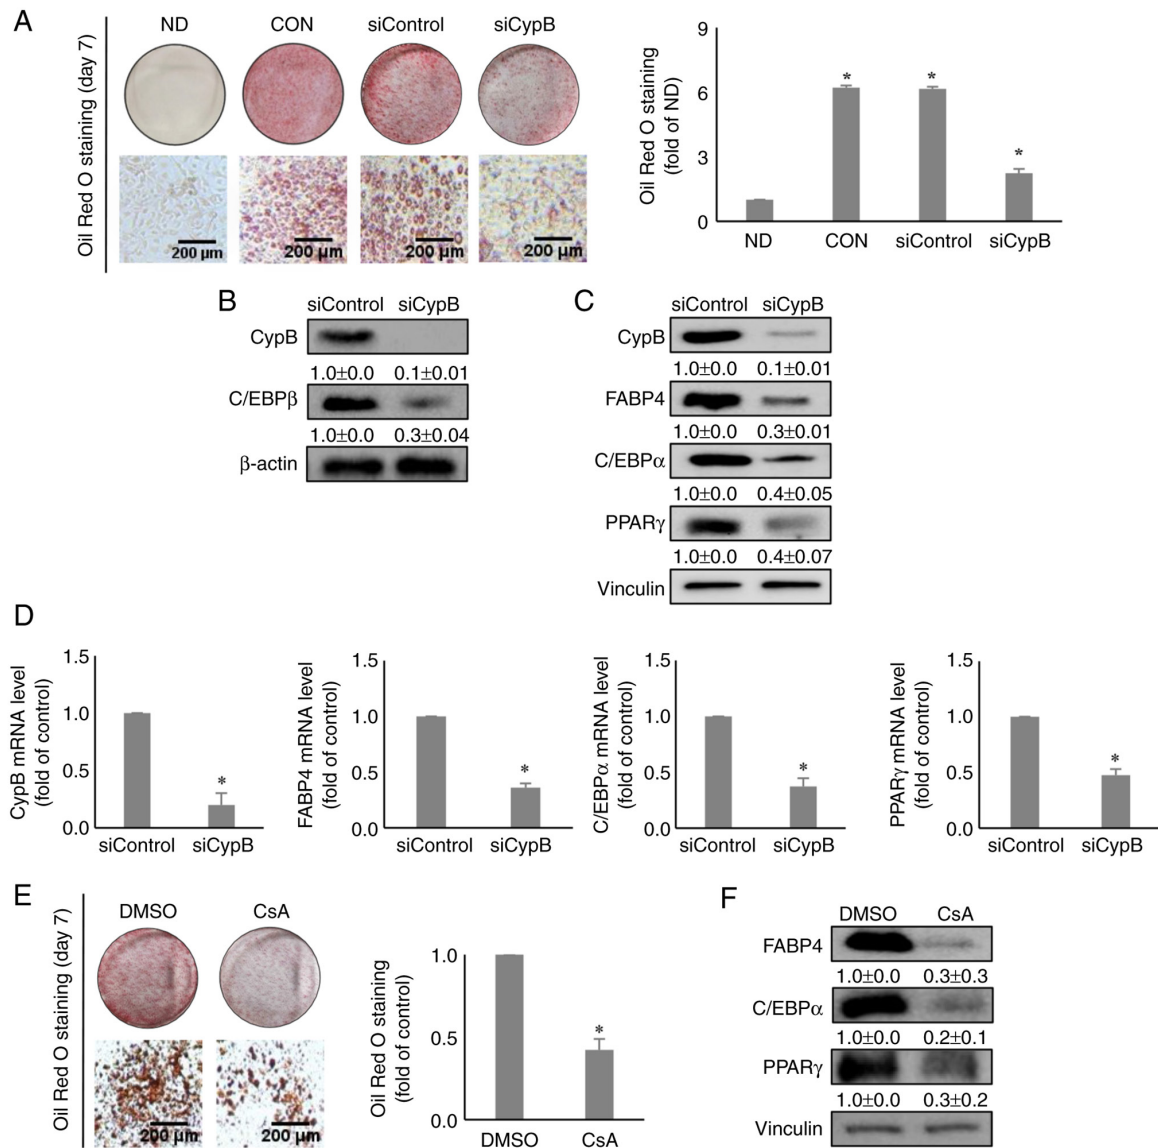 A
ND CON siControl siCypB
Oil Red O staining (day 7)
200 µm 200 µm 200 µm 200 µm
Oil Red O staining
(fold of ND)
9
6
3
0
* * *
ND CON siControl siCypB
B
siControl siCypB
CypB
1.0±0.0 0.1±0.01
C/EBPβ
1.0±0.0 0.3±0.04
β-actin
C
siControl siCypB
CypB
1.0±0.0 0.1±0.01
FABP4
1.0±0.0 0.3±0.01
C/EBPα
1.0±0.0 0.4±0.05
PPARγ
1.0±0.0 0.4±0.07
Vinculin
D
CypB mRNA level
(fold of control)
1.5
1.0
0.5
0.0
*
siControl siCypB
FABP4 mRNA level
(fold of control)
1.5
1.0
0.5
0.0
*
siControl siCypB
C/EBPα mRNA level
(fold of control)
1.5
1.0
0.5
0.0
*
siControl siCypB
PPARγ mRNA level
(fold of control)
1.5
1.0
0.5
0.0
*
siControl siCypB
E
DMSO CsA
Oil Red O staining (day 7)
200 µm 200 µm
Oil Red O staining
(fold of control)
1.0
0.5
1.0
*
DMSO CsA
F
DMSO CsA
FABP4
1.0±0.0 0.3±0.3
C/EBPα
1.0±0.0 0.2±0.1
PPARγ
1.0±0.0 0.3±0.2
Vinculin